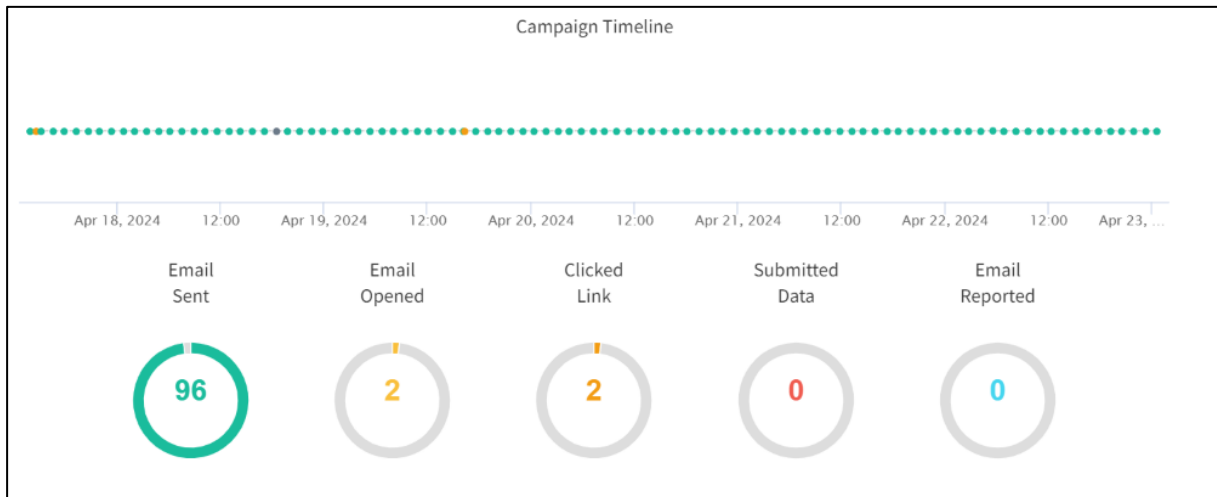 Campaign Timeline
Apr 18, 2024 12:00 Apr 19, 2024 12:00 Apr 20, 2024 12:00 Apr 21, 2024 12:00 Apr 22, 2024 12:00 Apr 23, ...
Email Email Clicked Submitted Email
Sent Opened Link Data Reported
96 2 2 0 0